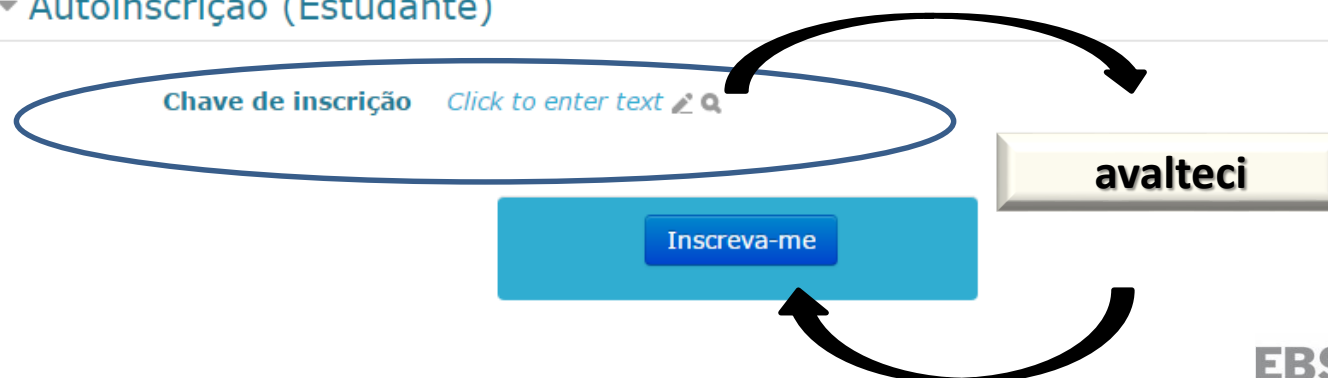 Autoinscrição (Estudante)
Chave de inscrição Click to enter text
avalteci
Inscreva-me
EBS